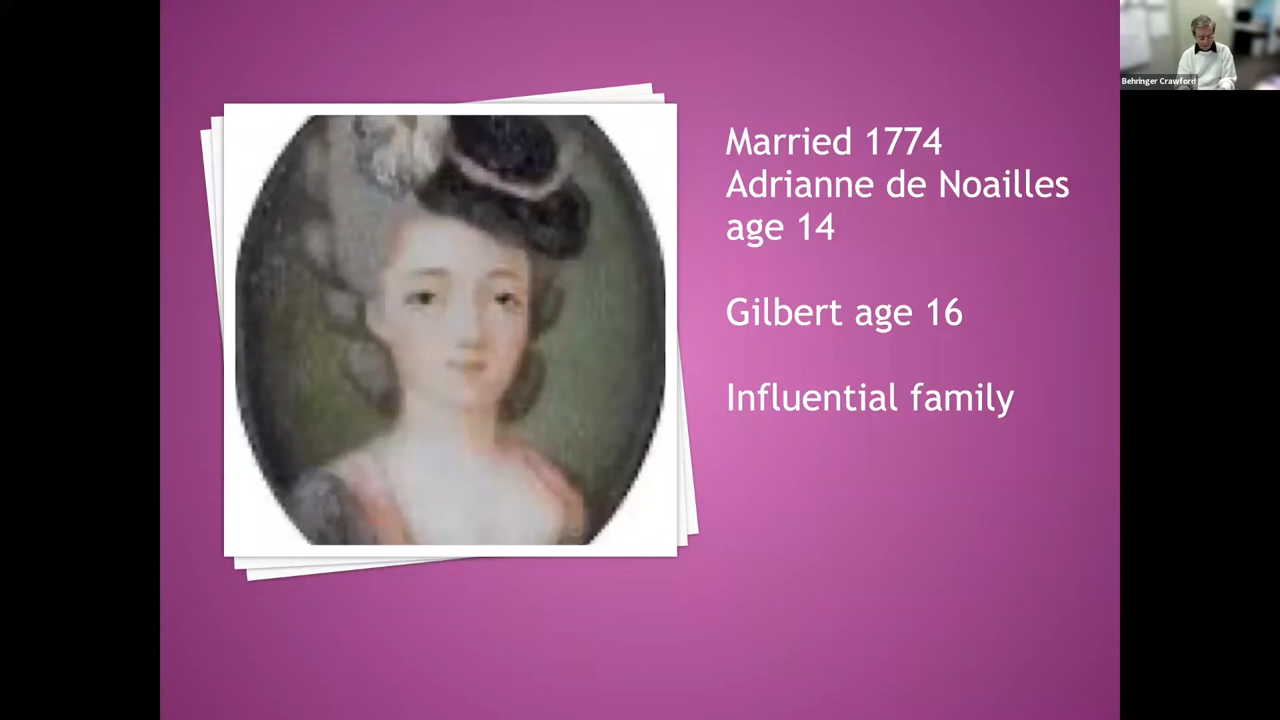 Married 1774
Adrianne de Noailles
age 14
Gilbert age 16
Influential family
Behringer Crawford